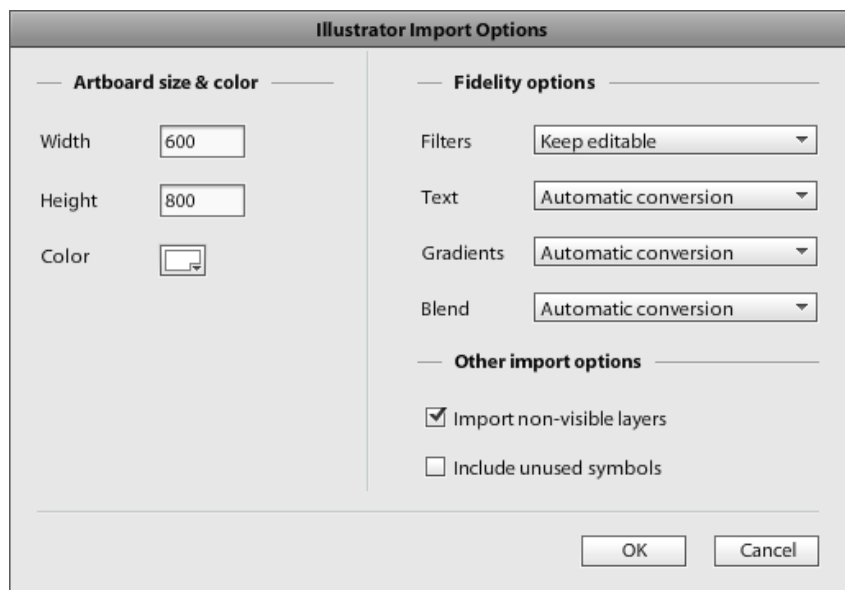 Illustrator Import Options
Artboard size & color
Width 600
Height 800
Color
Fidelity options
Filters Keep editable
Text Automatic conversion
Gradients Automatic conversion
Blend Automatic conversion
Other import options
Import non-visible layers
Include unused symbols
OK Cancel